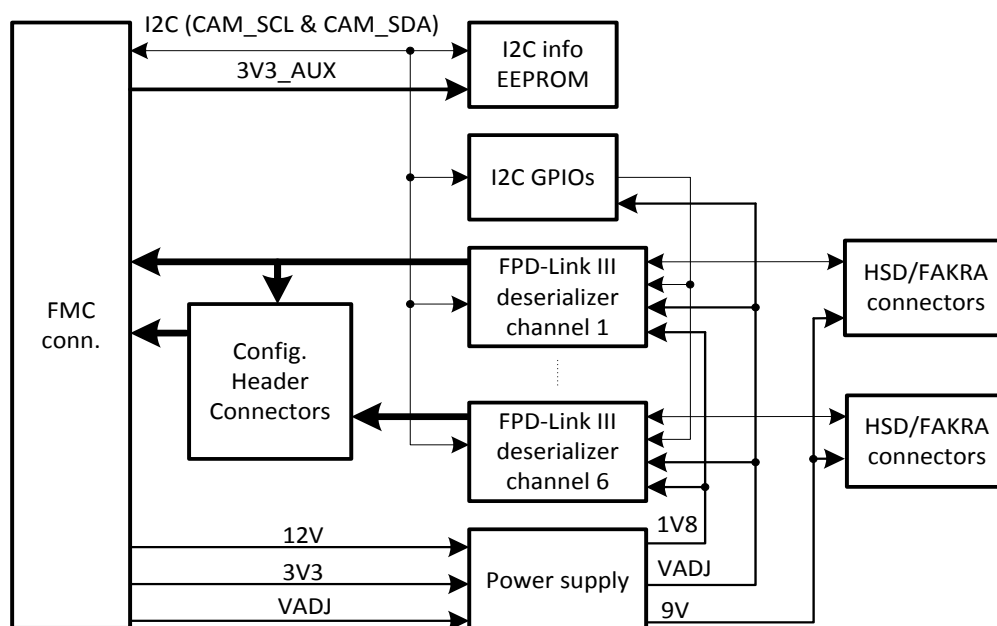 I2C (CAM_SCL & CAM_SDA)
3V3_AUX
I2C info
EEPROM
I2C GPIOs
FPD-Link III
deserializer
channel 1
HSD/FAKRA
connectors
FMC
conn.
Config.
Header
Connectors
FPD-Link III
deserializer
channel 6
HSD/FAKRA
connectors
12V
3V3
VADJ
Power supply
1V8
VADJ
9V